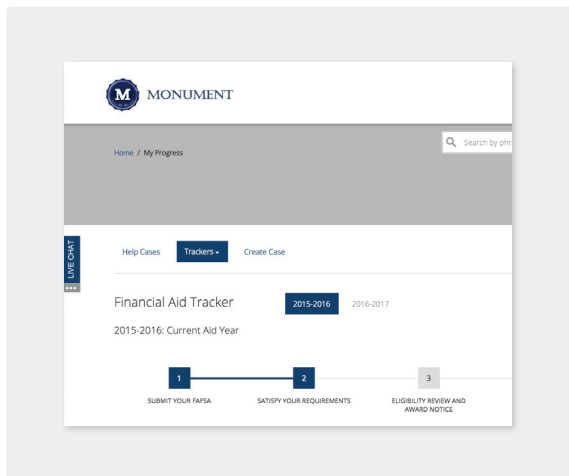 M MONUMENT
Search by phr
Home / My Progress
LIVE CHAT
Help Cases Trackers Create Case
Financial Aid Tracker 2015-2016 2016-2017
2015-2016: Current Aid Year
1 2 3
SUBMIT YOUR FAFSA SATISFY YOUR REQUIREMENTS ELIGIBILITY REVIEW AND
AWARD NOTICE